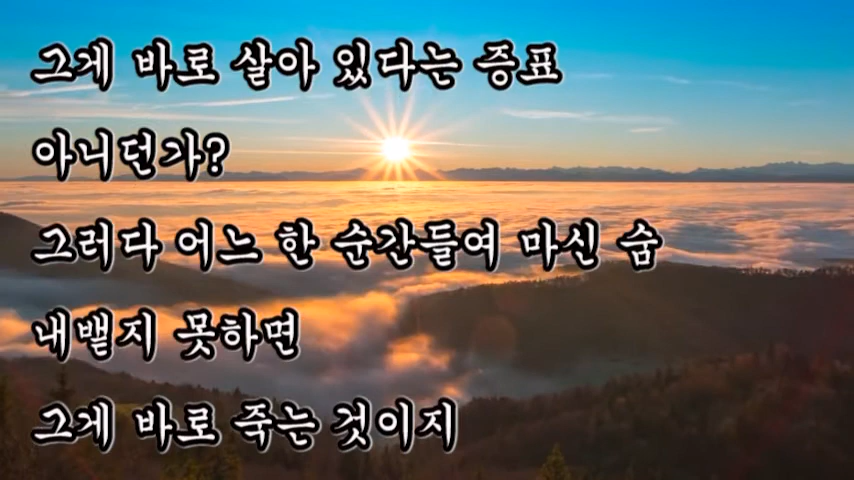 그게 바로 살아 있다는 증표
아니던가?
그러다 어느 한 순간들여 마신 숨
내뱉지 못하면
그게 바로 죽는 것이지